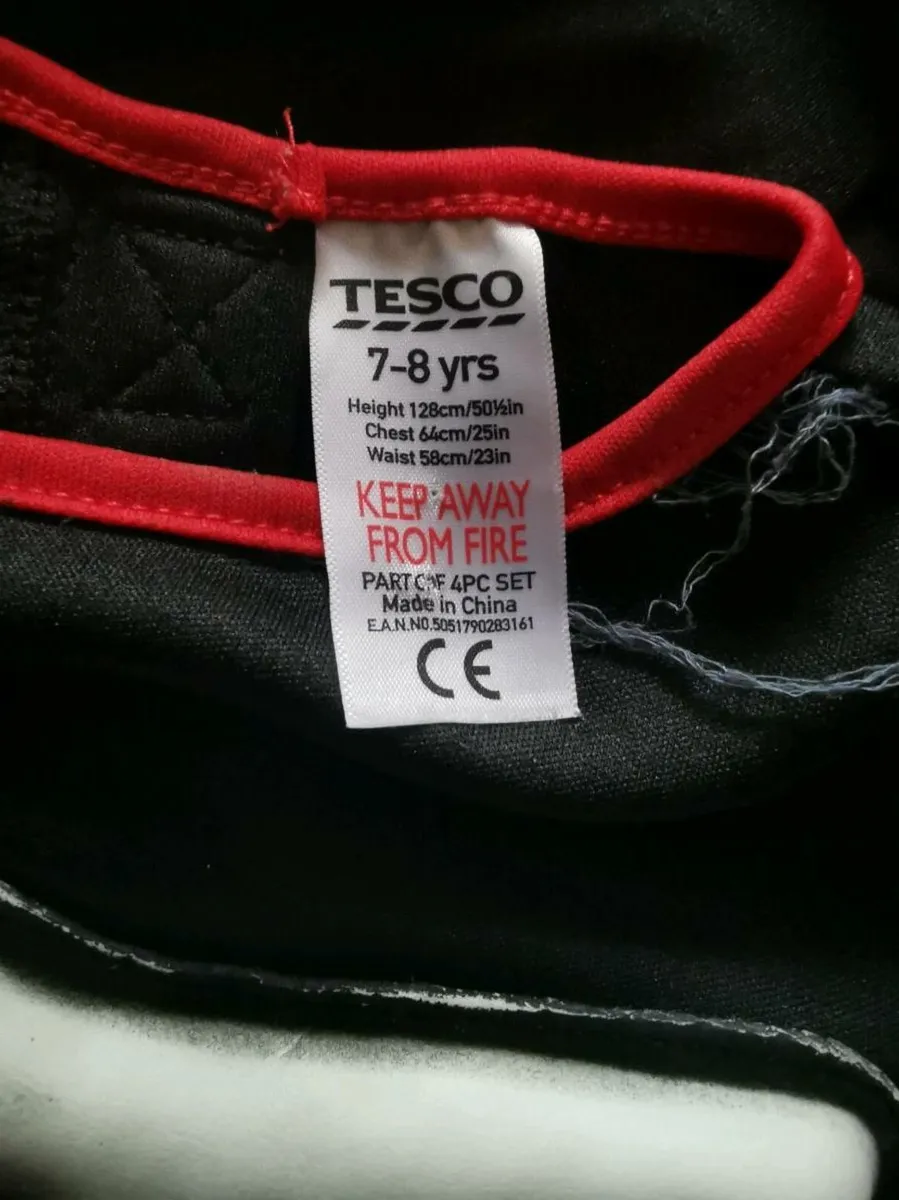 TESCO
7-8 yrs
Height 128cm/50½in
Chest 64cm/25in
Waist 58cm/23in
KEEP AWAY
FROM FIRE
PART OF 4PC SET
Made in China
E.A.N.NO.5051790283161
CE